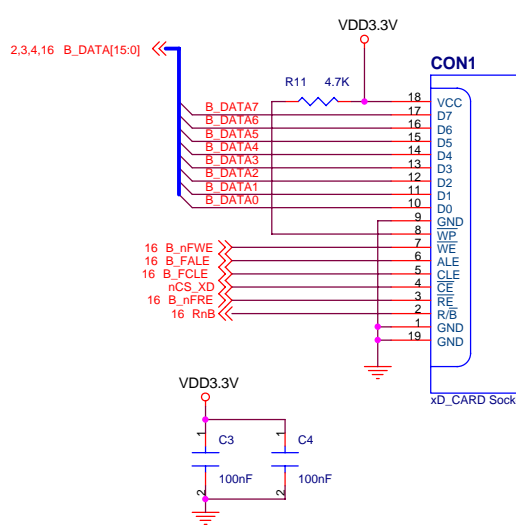 VDD3.3V
2,3,4,16 B_DATA[15:0]
CON1
R11 4.7K
18 VCC
B_DATA7 17 D7
B_DATA6 16 D6
B_DATA5 15 D5
B_DATA4 14 D4
B_DATA3 13 D3
B_DATA2 12 D2
B_DATA1 11 D1
B_DATA0 10 D0
9 GND
8 WP
16 B_nFWE 7 WE
16 B_FALE 6 ALE
16 B_FCLE 5 CLE
nCS_XD 4 CE
16 B_nFRE 3 RE
16 RnB 2 R/B
1 GND
19 GND
xD_CARD Sock
VDD3.3V
1 C3 1 C4
100nF 100nF
2 2